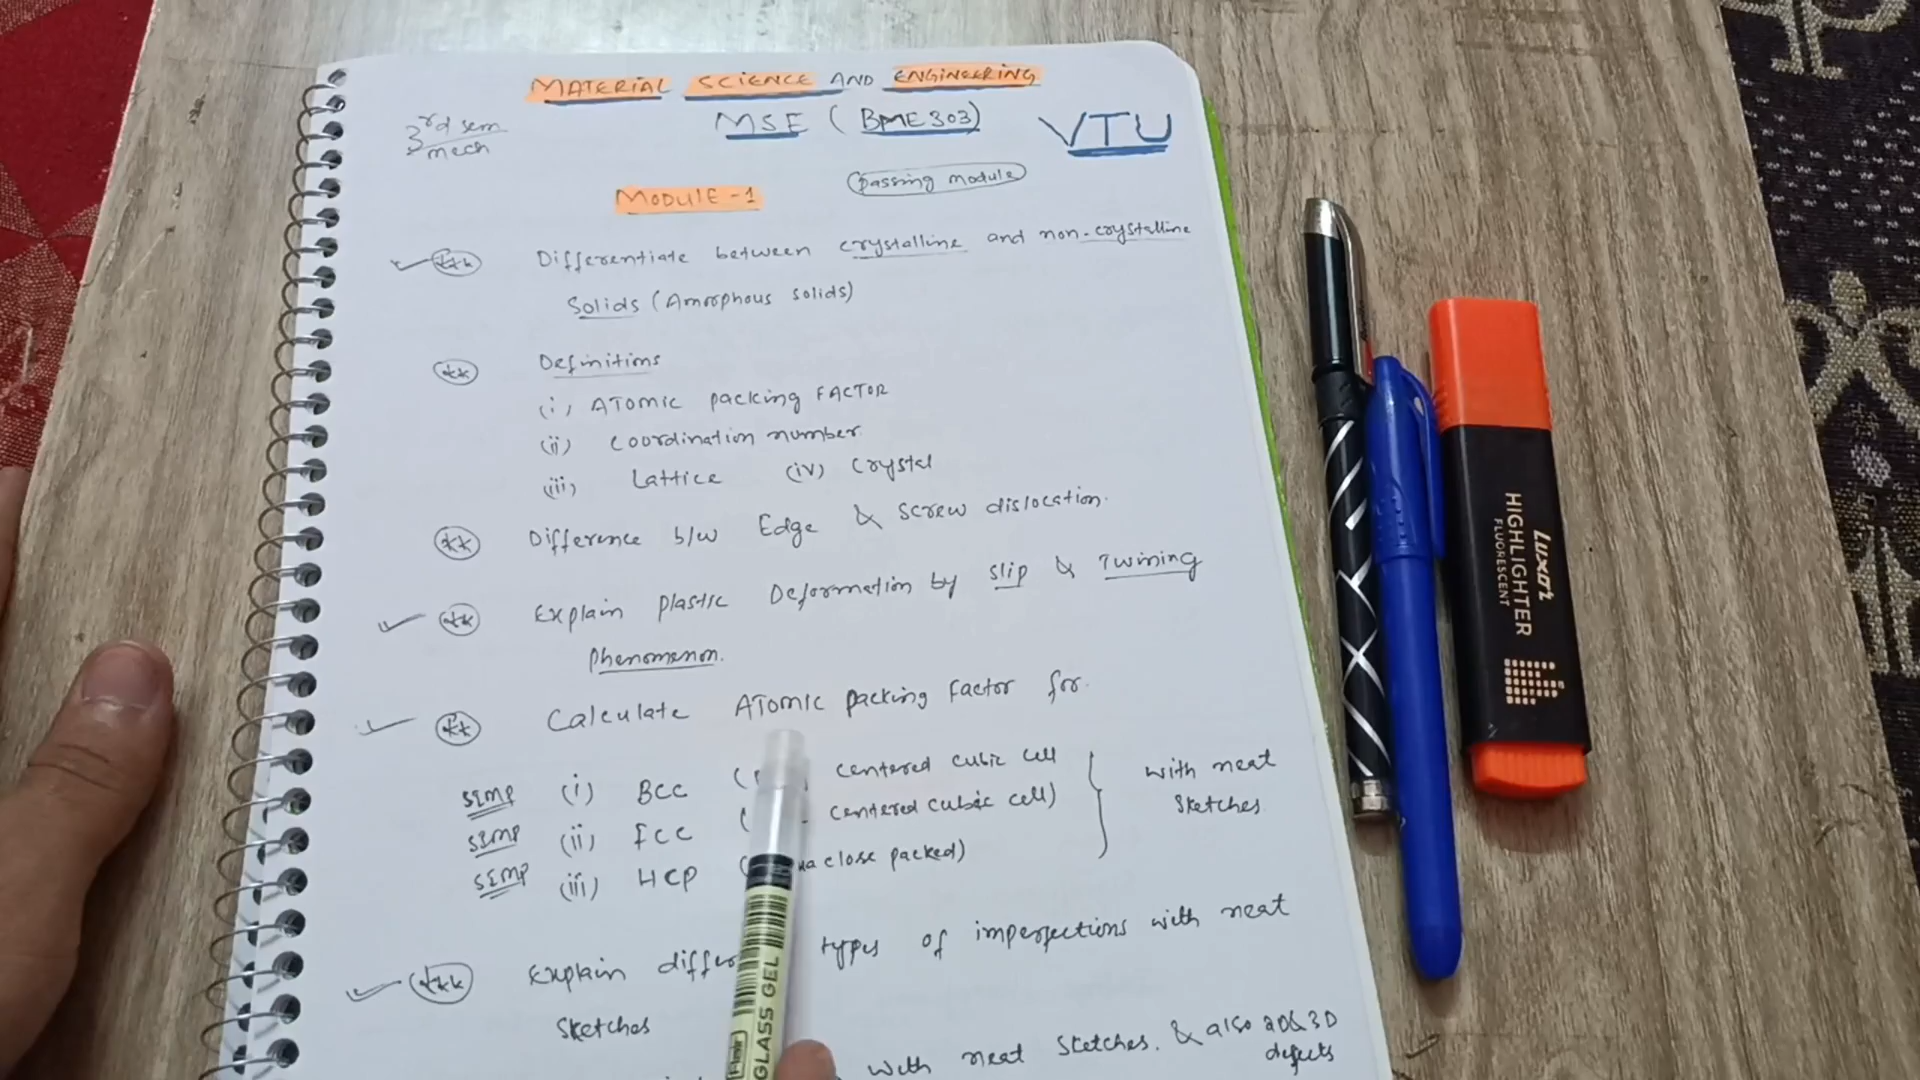 MATERIAL SCIENCE AND ENGINEERING
3rd sem
mech
MSE (BME303)
VTU
MODULE-1
passing module
Differentiate between crystalline and non-crystalline
Solids (Amorphous solids)
** Definitions
(i) ATOMIC packing FACTOR
(ii) Coordination number.
(iii) Lattice (iv) Crystal
** Difference b/w Edge & Screw dislocation.
Explain plastic Deformation by slip & Twining
Phenomenon.
** Calculate ATOMIC packing Factor for.
SIMP (i) BCC ( centered cubic cell
SIMP (ii) FCC ( centered cubic cell)
SIMP (iii) HCP ( close packed)
with neat
sketches
Explain types of imperfections with neat
Sketches
with neat Sketches. & also 2D & 3D
defects
Luxor
HIGHLIGHTER
FLUORESCENT
Flair
GLASS GEL